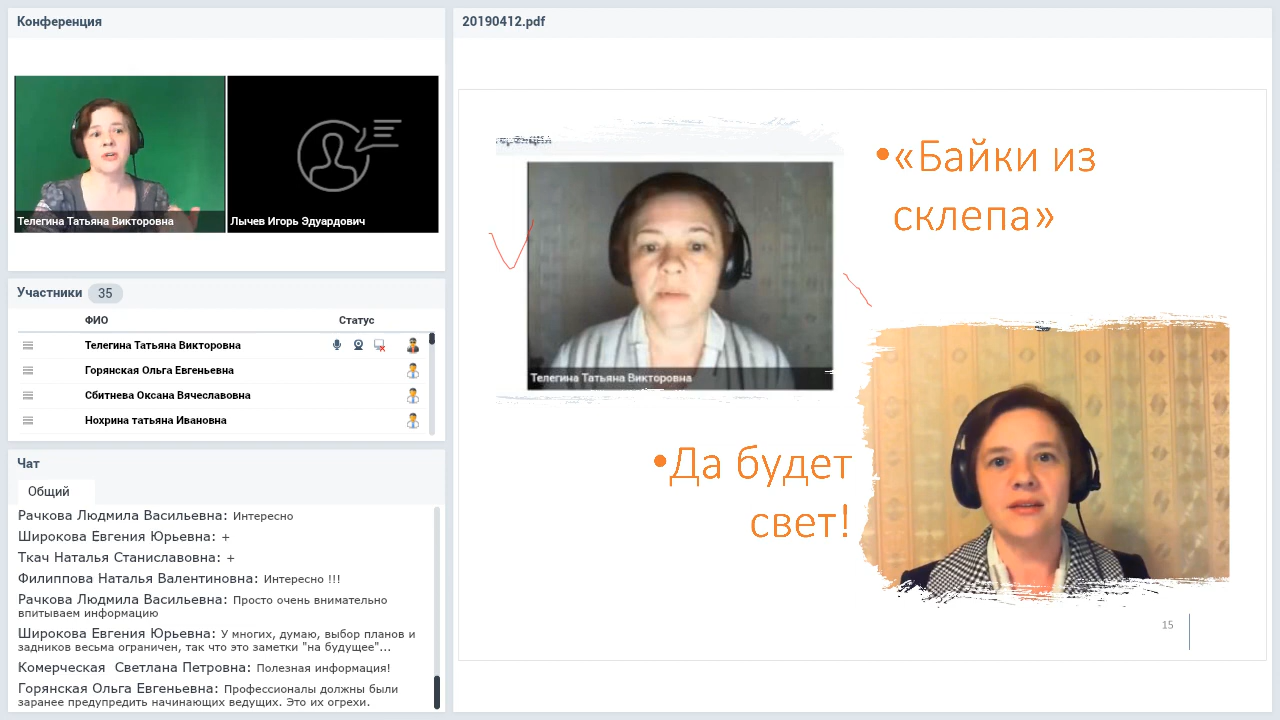 Конференция
Телегина Татьяна Викторовна
Лычев Игорь Эдуардович
Участники 35
ФИО Статус
Телегина Татьяна Викторовна
Горянская Ольга Евгеньевна
Сбитнева Оксана Вячеславовна
Нохрина татьяна Ивановна
Чат
Общий
Рачкова Людмила Васильевна: Интересно
Широкова Евгения Юрьевна: +
Ткач Наталья Станиславовна: +
Филиппова Наталья Валентиновна: Интересно !!!
Рачкова Людмила Васильевна: Просто очень внимательно
впитываем информацию
Широкова Евгения Юрьевна: У многих, думаю, выбор планов и
задников весьма ограничен, так что это заметки "на будущее"...
Комерческая Светлана Петровна: Полезная информация!
Горянская Ольга Евгеньевна: Профессионалы должны были
заранее предупредить начинающих ведущих. Это их огрехи.
20190412.pdf
•«Байки из
склепа»
Телегина Татьяна Викторовна
•Да будет
свет!
15